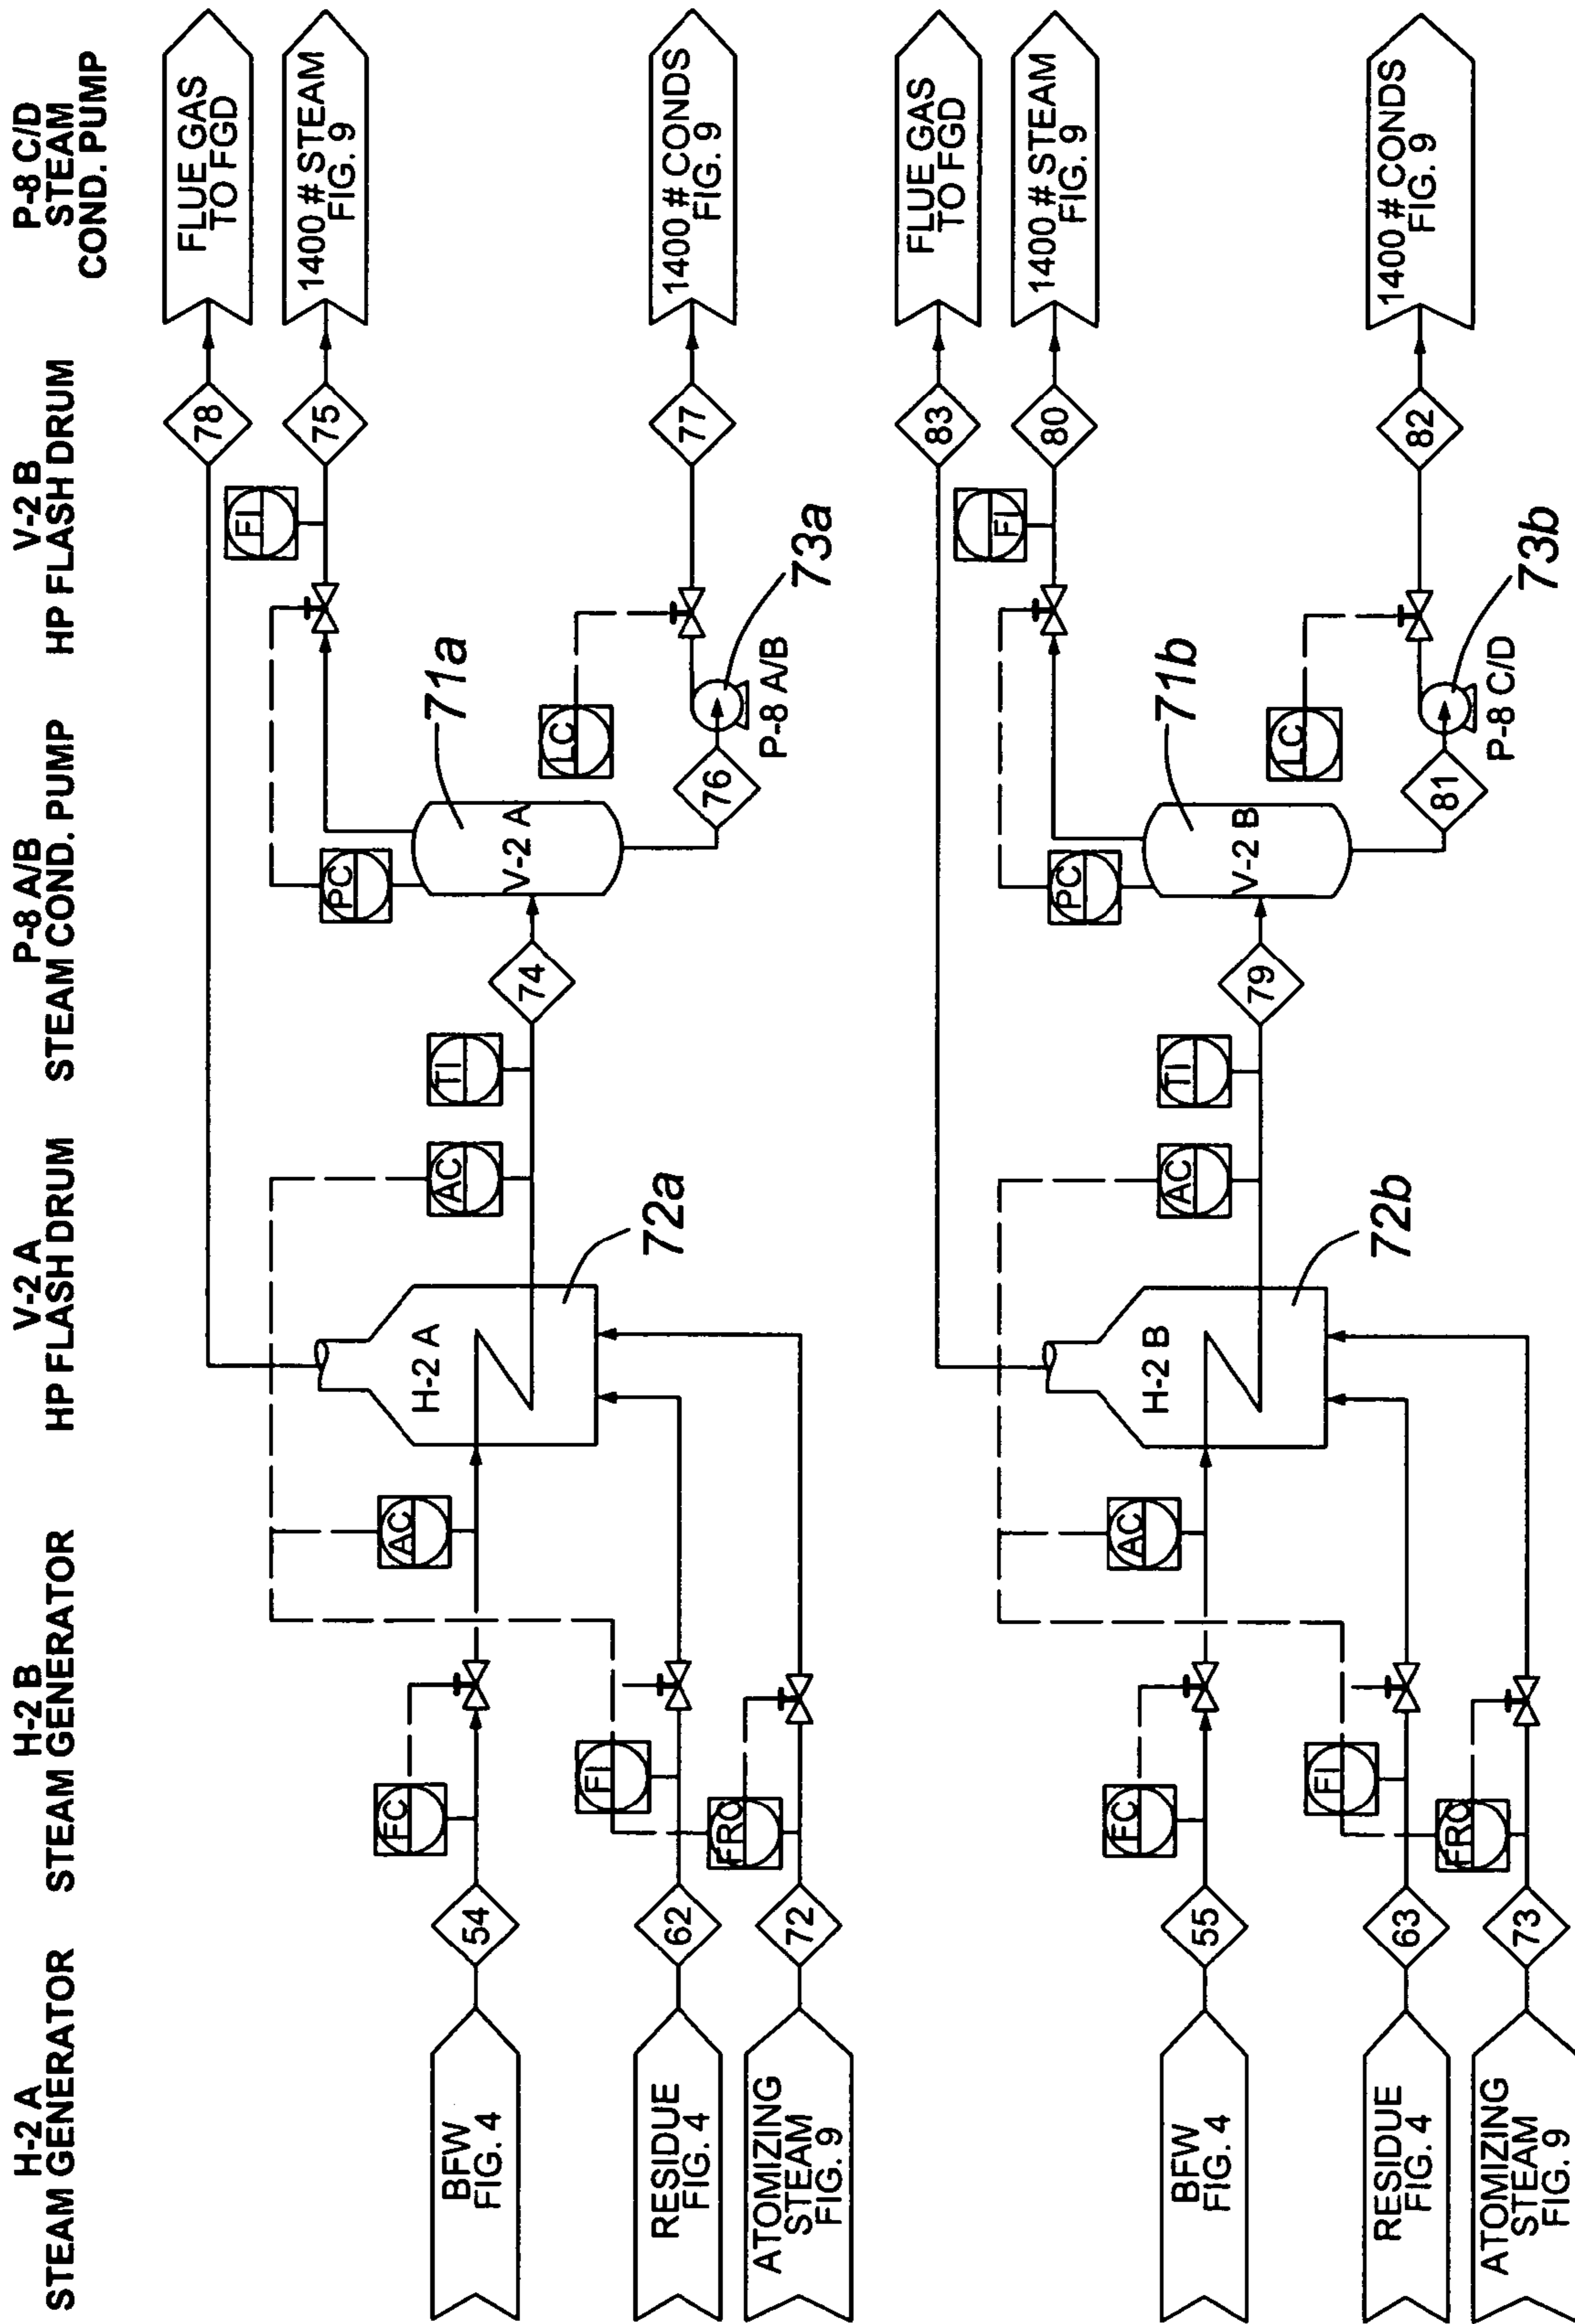 H-2 A
STEAM GENERATOR
H-2 B
STEAM GENERATOR
V-2 A
HP FLASH DRUM
P-8 A/B
STEAM COND. PUMP
V-2 B
HP FLASH DRUM
P-8 C/D
STEAM
COND. PUMP
78
FLUE GAS
TO FGD
FI
75
1400 # STEAM
FIG. 9
PC
71a
AC
AC
TI
H-2 A
74
V-2 A
LC
77
1400 # CONDS
FIG. 9
BFW
FIG. 4
54
FC
72a
76
P-8 A/B
73a
RESIDUE
FIG. 4
62
FI
ATOMIZING
STEAM
FIG. 9
72
FRC
83
FLUE GAS
TO FGD
FI
80
1400 # STEAM
FIG. 9
PC
71b
AC
AC
TI
H-2 B
79
V-2 B
LC
82
1400 # CONDS
FIG. 9
BFW
FIG. 4
55
FC
72b
81
P-8 C/D
73b
RESIDUE
FIG. 4
63
FI
ATOMIZING
STEAM
FIG. 9
73
FRC